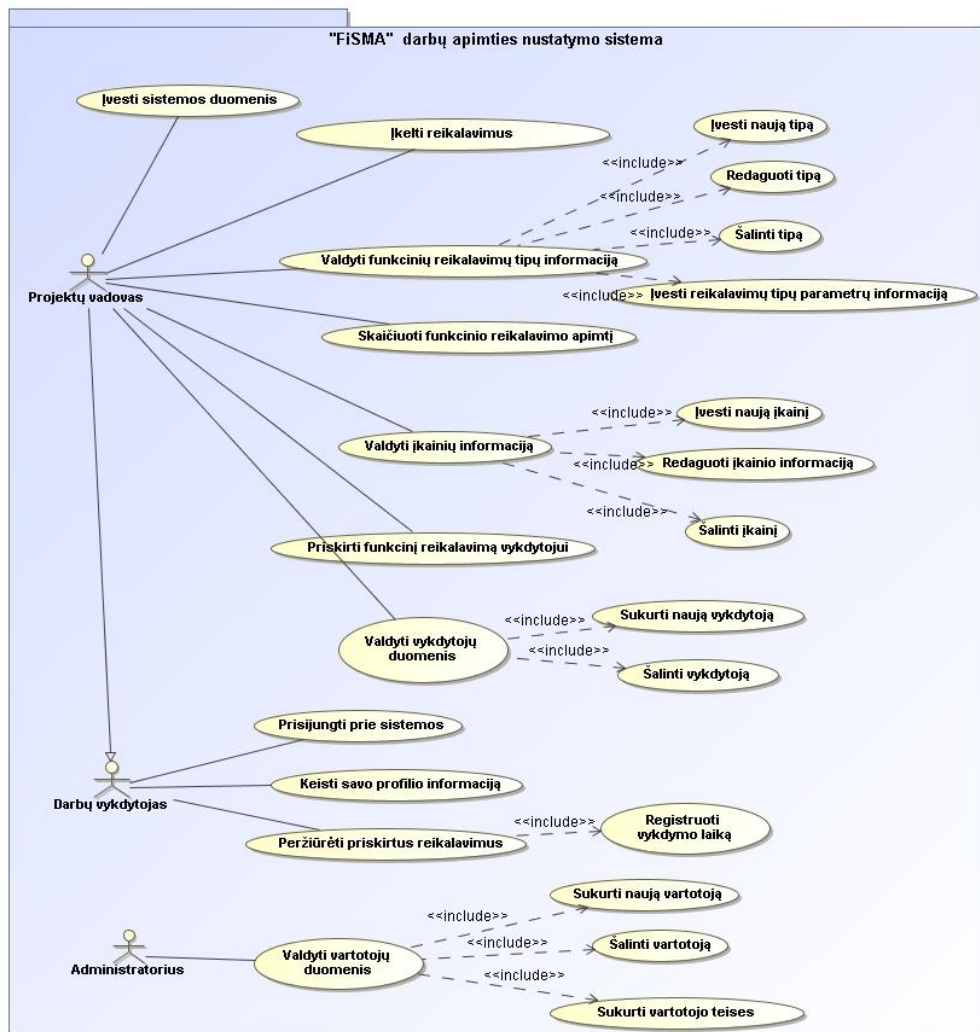 "FiSMA" darbų apimties nustatymo sistema
Įvesti sistemos duomenis
Įkelti reikalavimus
Įvesti naują tipą
<<include>>
Redaguoti tipą
<<include>>
Šalinti tipą
<<include>>
Valdyti funkcinių reikalavimų tipų informaciją
<<include>>
Įvesti reikalavimų tipų parametrų informaciją
Projektų vadovas
Skaičiuoti funkcinio reikalavimo apimtį
<<include>>
Įvesti naują įkainį
Valdyti įkainių informaciją
<<include>>
Redaguoti įkainio informaciją
<<include>>
Šalinti įkainį
Priskirti funkcinį reikalavimą vykdytojui
Valdyti vykdytojų
duomenis
<<include>>
Sukurti naują vykdytoją
<<include>>
Šalinti vykdytoją
Prisijungti prie sistemos
Keisti savo profilio informaciją
Darbų vykdytojas
Peržiūrėti priskirtus reikalavimus
<<include>>
Registruoti
vykdymo laiką
Sukurti naują vartotoją
<<include>>
Administratorius
Valdyti vartotojų
duomenis
<<include>>
Šalinti vartotoją
<<include>>
Sukurti vartotojo teises